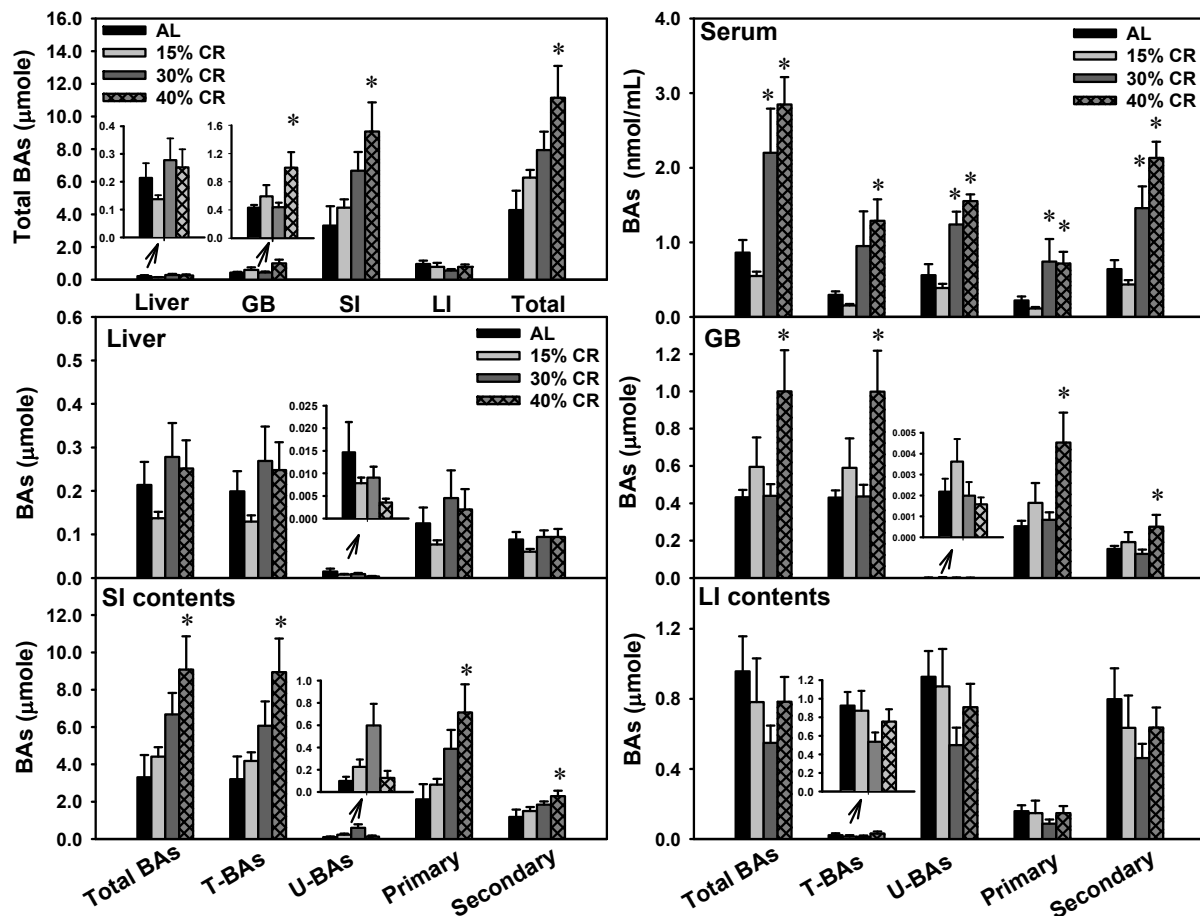 Total BAs (μmole)
16.0
14.0
12.0
10.0
8.0
6.0
4.0
2.0
0.0
AL
15% CR
30% CR
40% CR
0.4
0.3
0.2
0.1
0.0
1.6
1.2
0.8
0.4
0.0
*
*
*
Liver
GB
SI
LI
Total
Serum
BAs (nmol/mL)
4.0
3.0
2.0
1.0
0.0
AL
15% CR
30% CR
40% CR
* *
*
* *
* *
* *
Liver
BAs (μmole)
0.6
0.5
0.4
0.3
0.2
0.1
0.0
AL
15% CR
30% CR
40% CR
0.025
0.020
0.015
0.010
0.005
0.000
GB
BAs (μmole)
1.4
1.2
1.0
0.8
0.6
0.4
0.2
0.0
0.005
0.004
0.003
0.002
0.001
0.000
*
*
*
*
SI contents
BAs (μmole)
12.0
10.0
8.0
6.0
4.0
2.0
0.0
1.0
0.8
0.6
0.4
0.2
0.0
*
*
*
*
Total BAs
T-BAs
U-BAs
Primary
Secondary
LI contents
BAs (μmole)
1.2
0.8
0.4
0.0
1.2
1.0
0.8
0.6
0.4
0.2
0.0
Total BAs
T-BAs
U-BAs
Primary
Secondary